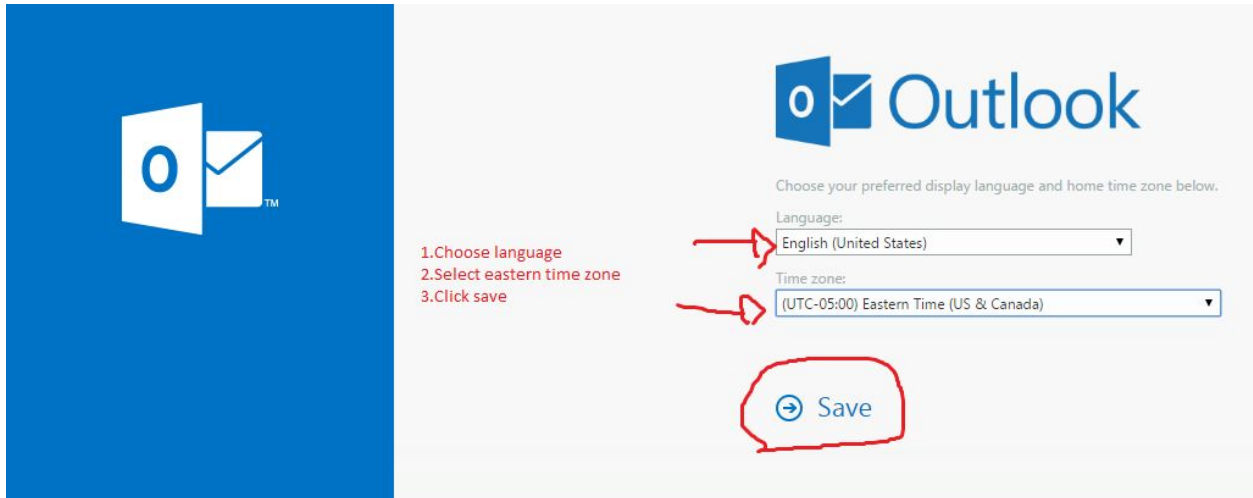 O
TM
O
Outlook
Choose your preferred display language and home time zone below.
Language:
English (United States)
1.Choose language
2.Select eastern time zone
3.Click save
Time zone:
(UTC-05:00) Eastern Time (US & Canada)
Save